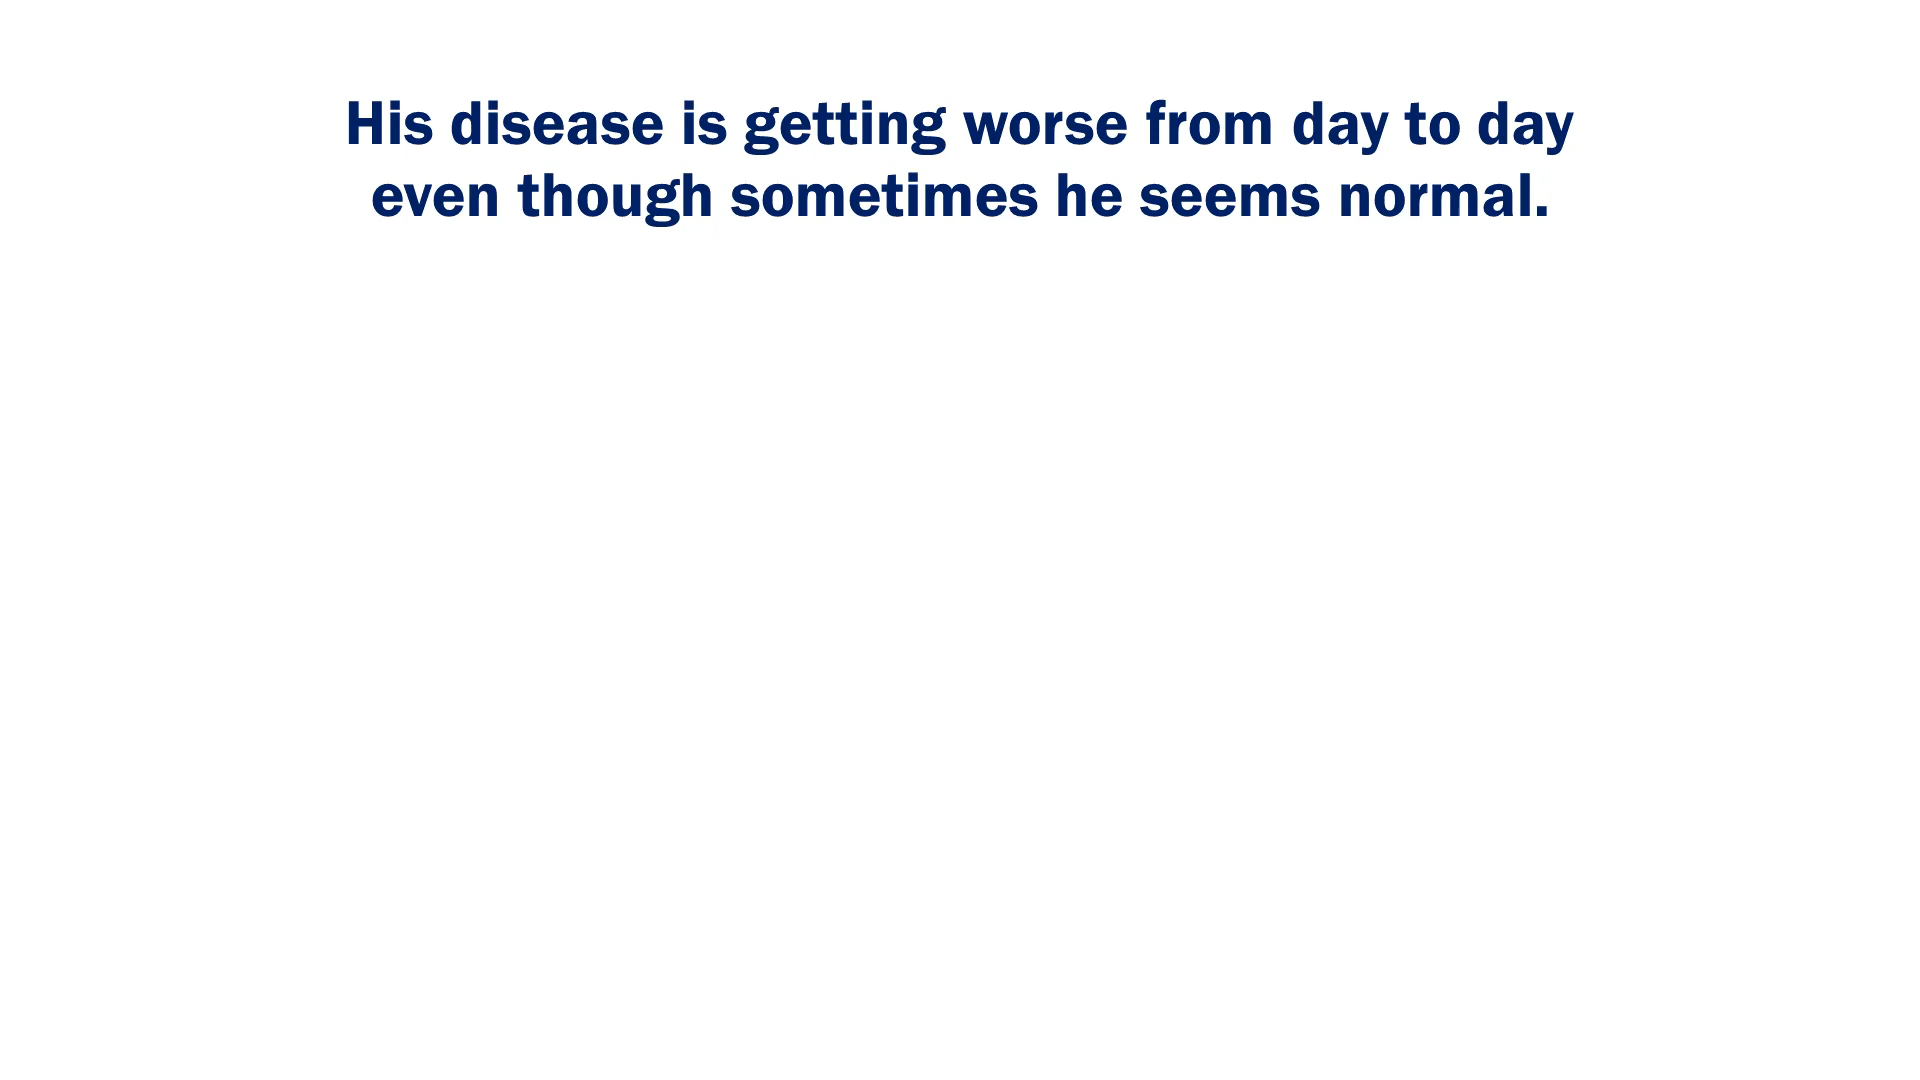 His disease is getting worse from day to day
even though sometimes he seems normal.